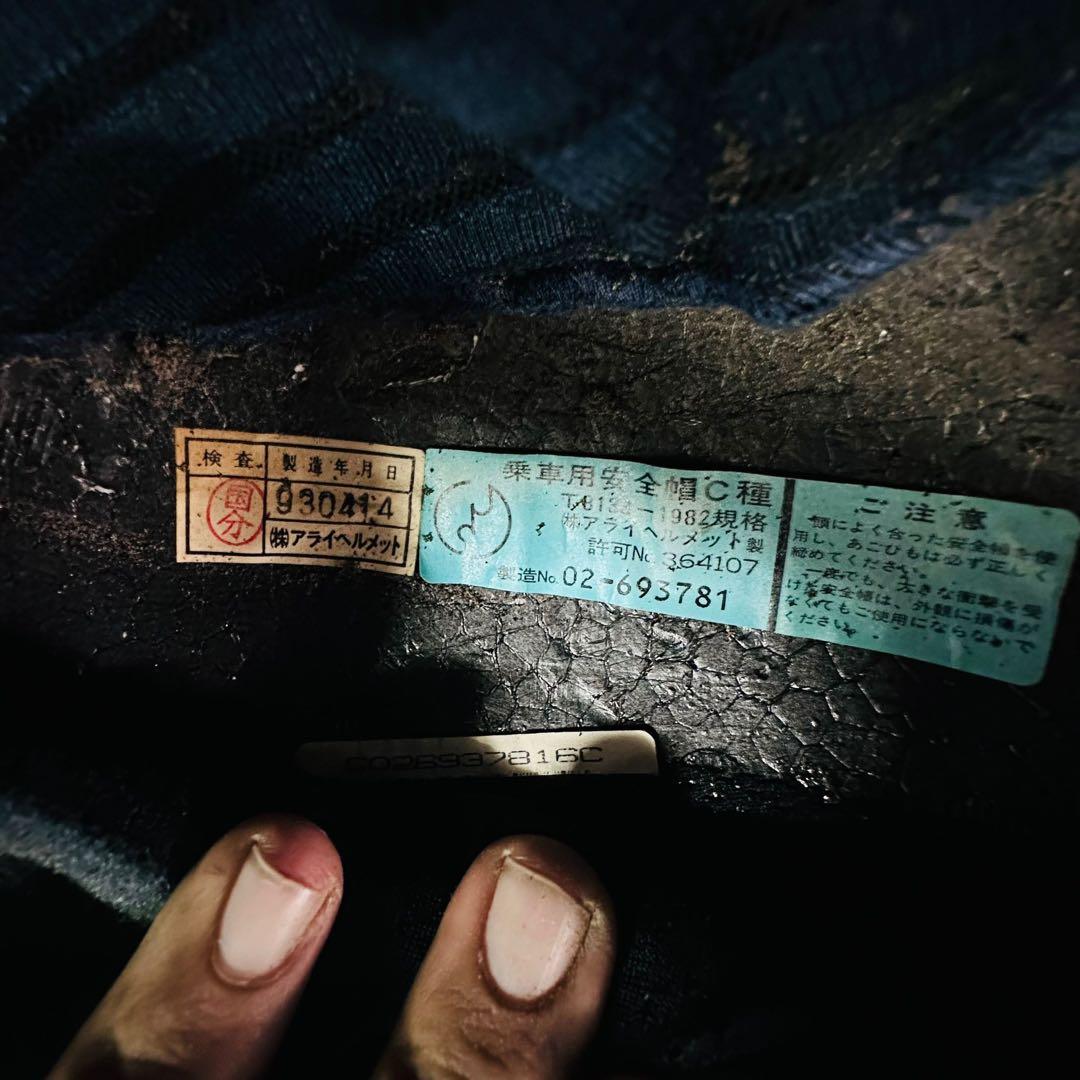 検査
製造年月日
国分
930414
㈱アライヘルメット
乗車用安全帽C種
T8133-1982規格
㈱アライヘルメット製
許可No. 364107
製造No. 02-693781
ご注意
頭によく合った安全帽を使
用し、あごひもは必ず正しく
締めてください。
一度でも、大きな衝撃を受
けた安全帽は、外観に損傷が
なくてもご使用にならないで
ください。
C026937816C